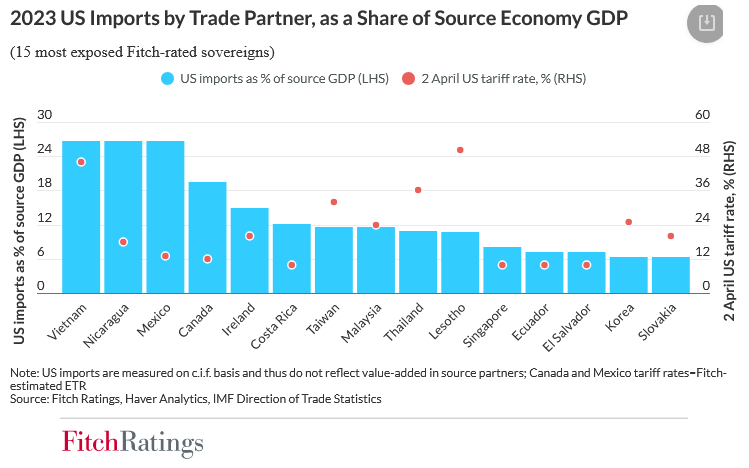 2023 US Imports by Trade Partner, as a Share of Source Economy GDP
(15 most exposed Fitch-rated sovereigns)
US imports as % of source GDP (LHS) 2 April US tariff rate, % (RHS)
US imports as % of source GDP (LHS)
30
24
18
12
6
0
60
48
36
24
12
0
2 April US tariff rate, % (RHS)
Vietnam
Nicaragua
Mexico
Canada
Ireland
Costa Rica
Taiwan
Malaysia
Thailand
Lesotho
Singapore
Ecuador
El Salvador
Korea
Slovakia
Note: US imports are measured on c.i.f. basis and thus do not reflect value-added in source partners; Canada and Mexico tariff rates=Fitch-
estimated ETR
Source: Fitch Ratings, Haver Analytics, IMF Direction of Trade Statistics
FitchRatings